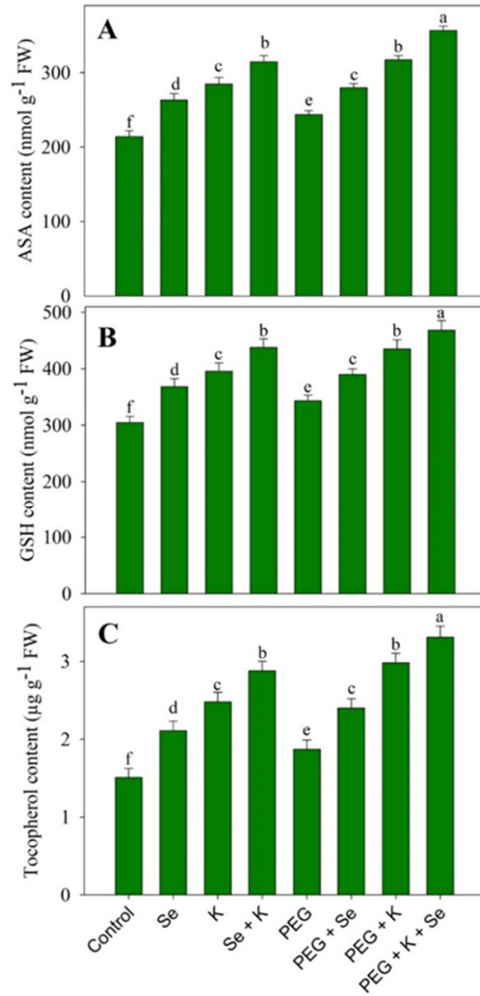 A
ASA content (nmol g-1 FW)
300
200
100
0
f
d
c
b
e
c
b
a
B
GSH content (nmol g-1 FW)
500
400
300
200
100
0
f
d
c
b
e
c
b
a
C
Tocopherol content (µg g-1 FW)
3
2
1
0
f
d
c
b
e
c
b
a
Control
Se
K
Se + K
PEG
PEG + Se
PEG + K
PEG + K + Se